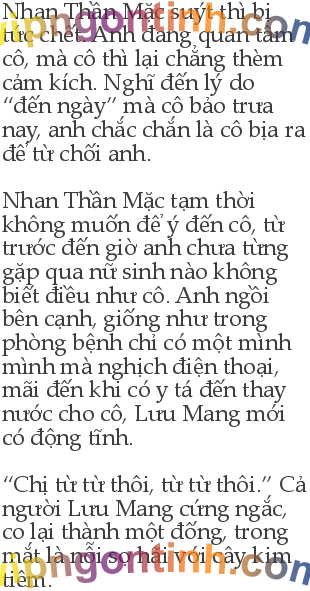 Nhan Thần Mặc suýt thì bị
tức chết. Anh đang quan tâm
cô, mà cô thì lại chẳng thèm
cảm kích. Nghĩ đến lý do
“đến ngày” mà cô bảo trưa
nay, anh chắc chắn là cô bịa ra
để từ chối anh.
Nhan Thần Mặc tạm thời
không muốn để ý đến cô, từ
trước đến giờ anh chưa từng
gặp qua nữ sinh nào không
biết điều như cô. Anh ngồi
bên cạnh, giống như trong
phòng bệnh chỉ có một mình
mình mà nghịch điện thoại,
mãi đến khi có y tá đến thay
nước cho cô, Lưu Mang mới
có động tĩnh.
“Chị từ từ thôi, từ từ thôi.” Cả
người Lưu Mang cứng ngắc,
co lại thành một đống, trong
mắt là nỗi sợ hãi với cây kim
tiêm.
vipngontinh.com
vipngontinh.com